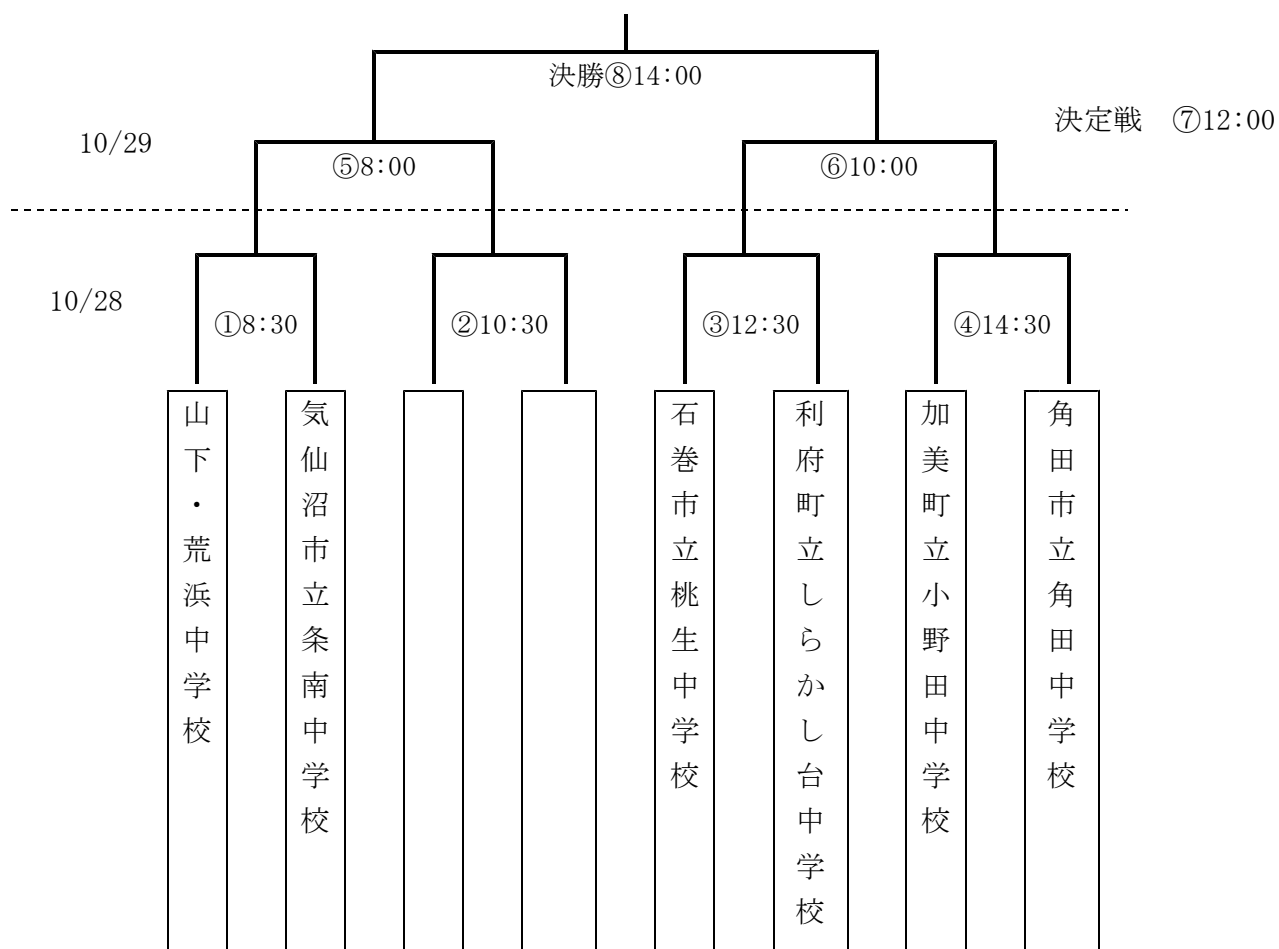 決勝⑧14:00
決定戦　⑦12:00
10/29
⑤8:00
⑥10:00
10/28
①8:30
②10:30
③12:30
④14:30
山下・荒浜中学校
気仙沼市立条南中学校
石巻市立桃生中学校
利府町立しらかし台中学校
加美町立小野田中学校
角田市立角田中学校